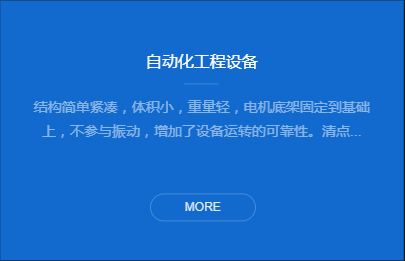 自动化工程设备
结构简单紧凑，体积小，重量轻，电机底架固定到基础
上，不参与振动，增加了设备运转的可靠性。清点...
MORE